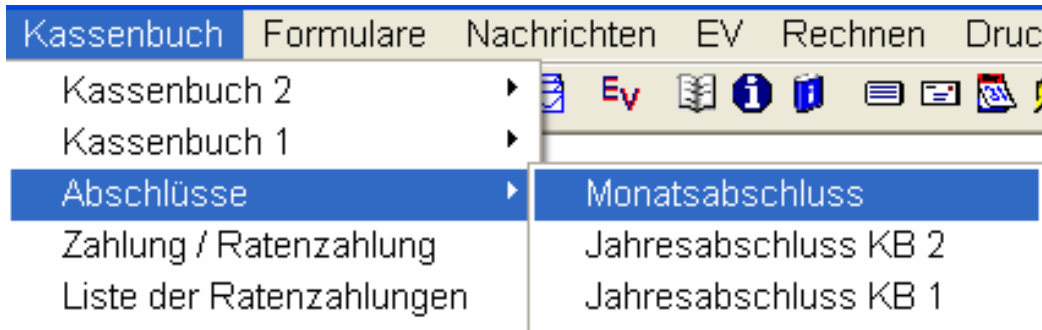 Kassenbuch Formulare Nachrichten EV Rechnen Druc
Kassenbuch 2
EV
Kassenbuch 1
Abschlüsse Monatsabschluss
Zahlung / Ratenzahlung Jahresabschluss KB 2
Liste der Ratenzahlungen Jahresabschluss KB 1